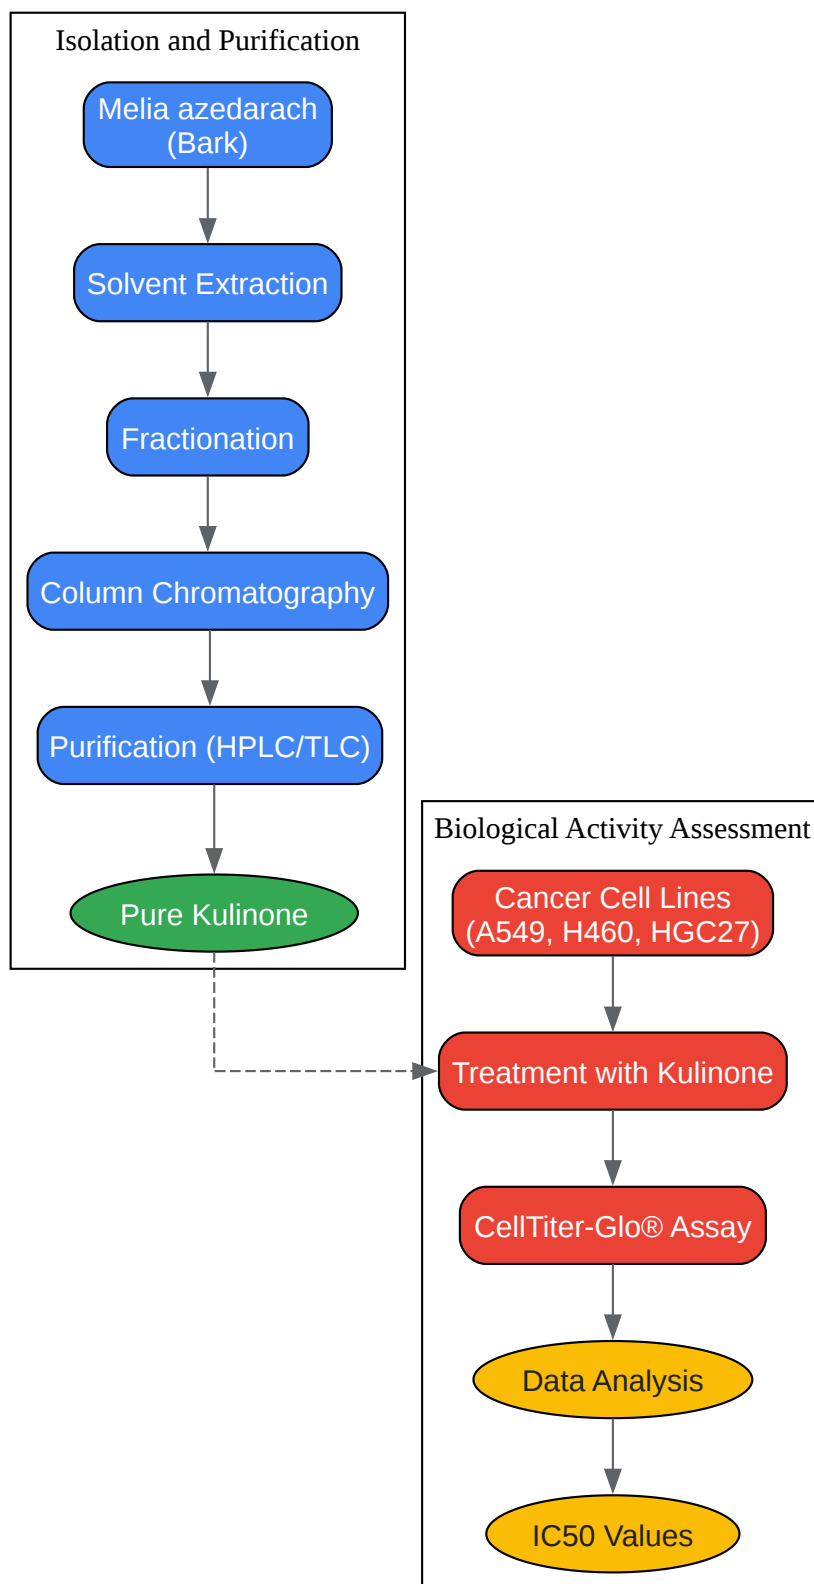 Isolation and Purification
Melia azedarach
(Bark)
Solvent Extraction
Fractionation
Column Chromatography
Purification (HPLC/TLC)
Pure Kulinone
Biological Activity Assessment
Cancer Cell Lines
(A549, H460, HGC27)
Treatment with Kulinone
CellTiter-Glo® Assay
Data Analysis
IC50 Values